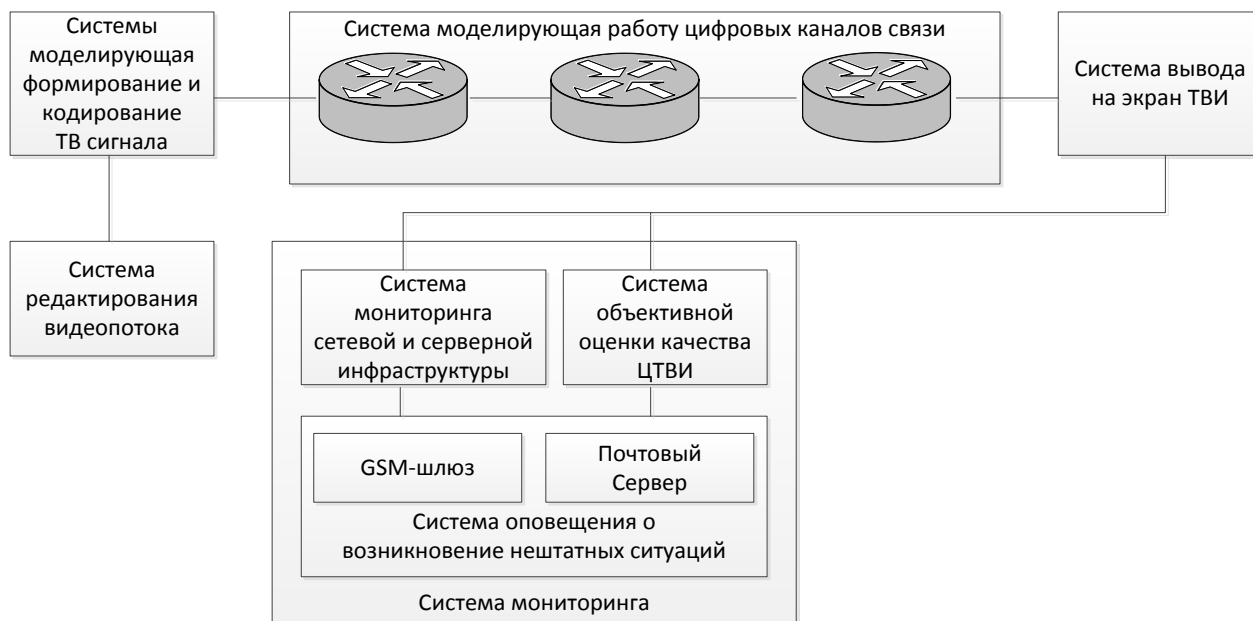 Системы
моделирующая
формирование и
кодирование
ТВ сигнала
Система моделирующая работу цифровых каналов связи
Система вывода
на экран ТВИ
Система
редактирования
видеопотока
Система
мониторинга
сетевой и серверной
инфраструктуры
Система
объективной
оценки качества
ЦТВИ
GSM-шлюз
Почтовый
Сервер
Система оповещения о
возникновение нештатных ситуаций
Система мониторинга